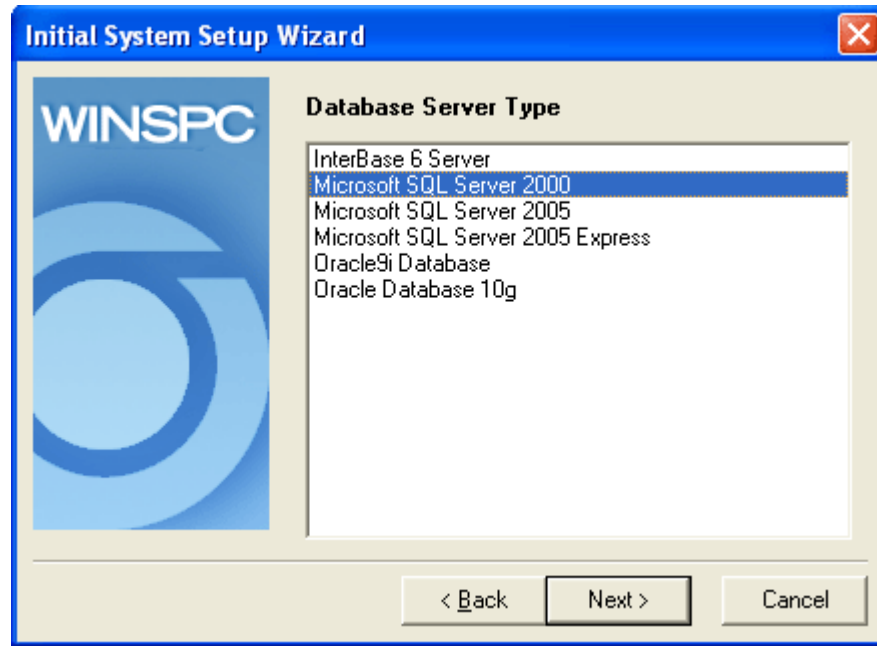 Initial System Setup Wizard
WINSPC
Database Server Type
InterBase 6 Server
Microsoft SQL Server 2000
Microsoft SQL Server 2005
Microsoft SQL Server 2005 Express
Oracle9i Database
Oracle Database 10g
< Back
Next >
Cancel